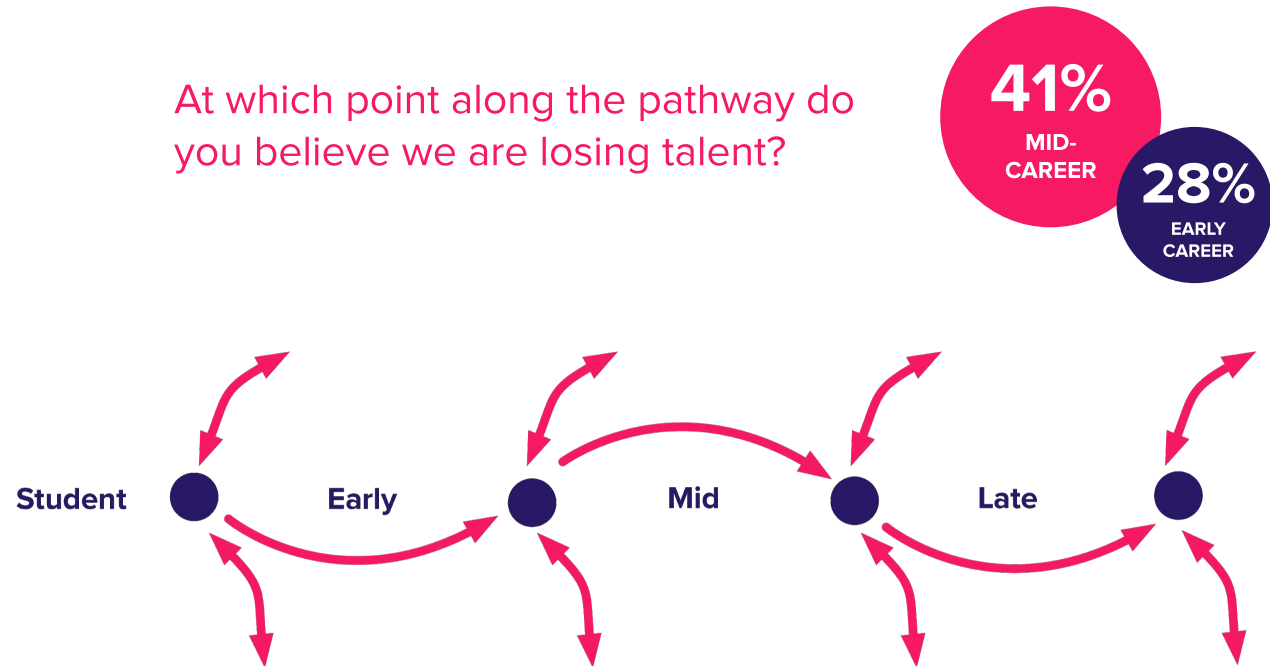 At which point along the pathway do
you believe we are losing talent?
41%
MID-
CAREER
28%
EARLY
CAREER
Student
Early
Mid
Late